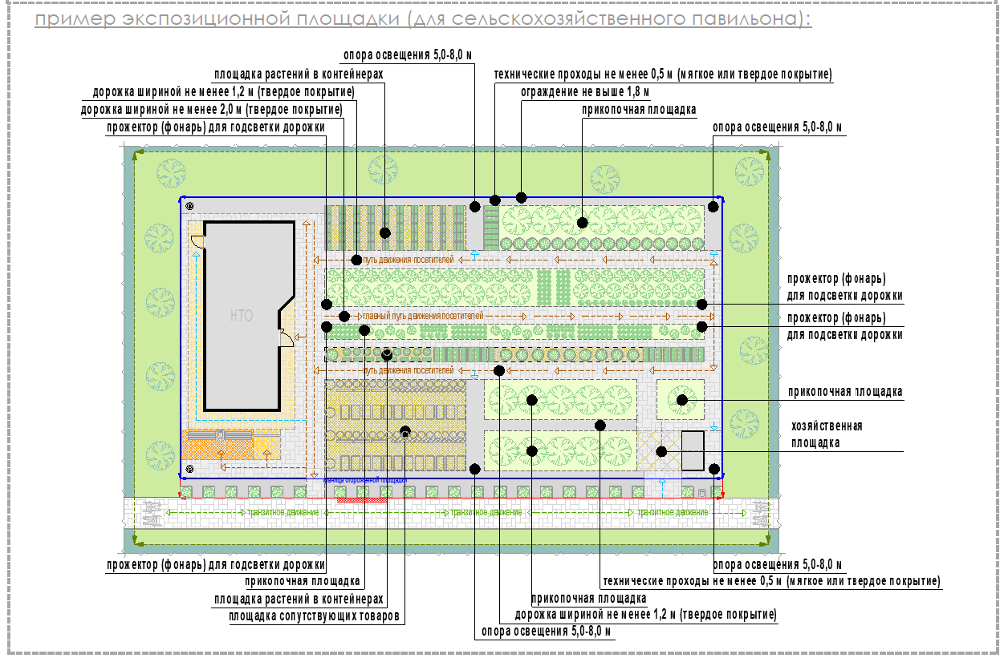 пример экспозиционной площадки (для сельскохозяйственного павильона):
опора освещения 5,0-8,0 м
площадка растений в контейнерах
технические проходы не менее 0,5 м (мягкое или твердое покрытие)
дорожка шириной не менее 1,2 м (твердое покрытие)
ограждение не выше 1,8 м
дорожка шириной не менее 2,0 м (твердое покрытие)
прикопочная площадка
прожектор (фонарь) для подсветки дорожки
опора освещения 5,0-8,0 м
путь движения посетителей
прожектор (фонарь)
для подсветки дорожки
НТО
главный путь движения посетителей
прожектор (фонарь)
для подсветки дорожки
путь движения посетителей
прикопочная площадка
хозяйственная
площадка
граница огороженной площадки
транзитное движение
транзитное движение
транзитное движение
прожектор (фонарь) для подсветки дорожки
опора освещения 5,0-8,0 м
прикопочная площадка
технические проходы не менее 0,5 м (мягкое или твердое покрытие)
площадка растений в контейнерах
прикопочная площадка
площадка сопутствующих товаров
дорожка шириной не менее 1,2 м (твердое покрытие)
опора освещения 5,0-8,0 м